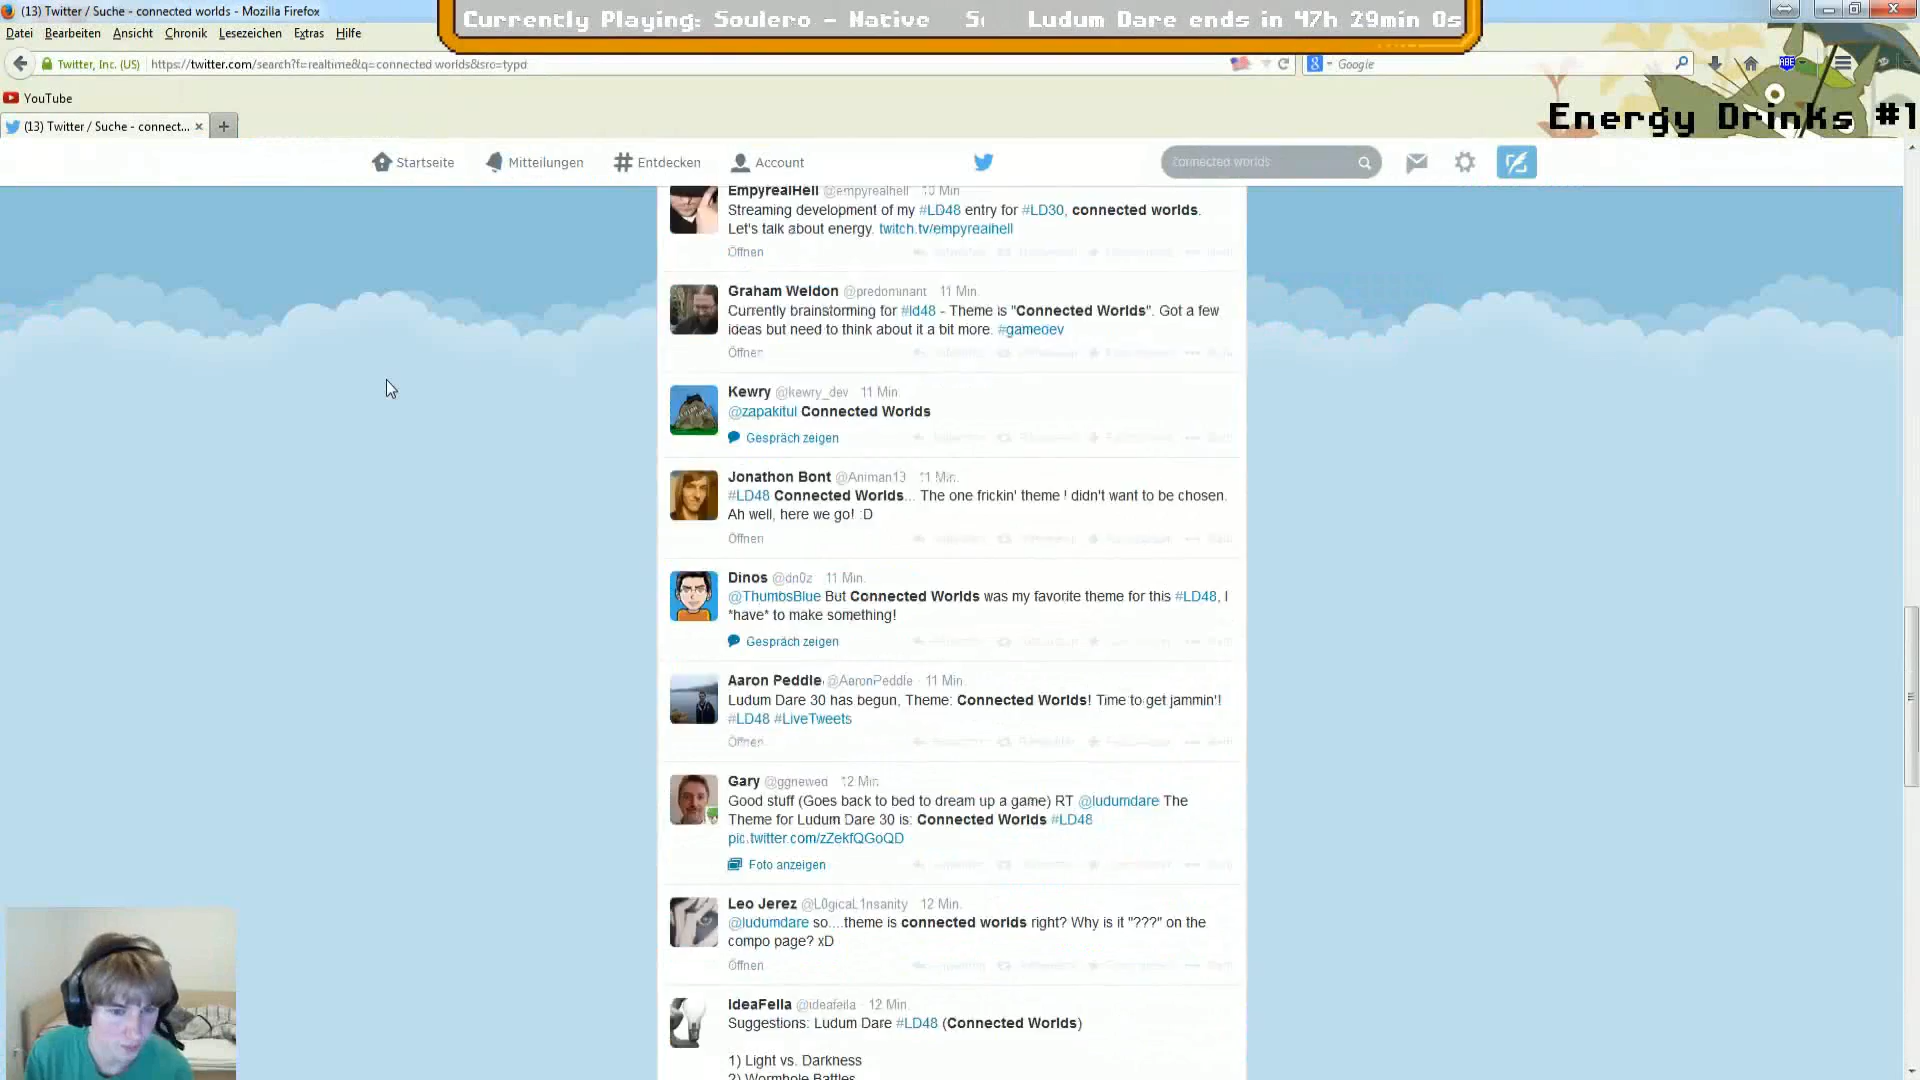 (13) Twitter / Suche - connected worlds - Mozilla Firefox
Currently Playing: Soulero - Native
Ludum Dare ends in 47h 29min 0s
Datei Bearbeiten Ansicht Chronik Lesezeichen Extras Hilfe
Twitter, Inc. (US) https://twitter.com/search?f=realtime&q=connected worlds&src=typd
Google
ABP
YouTube
Energy Drinks #1
(13) Twitter / Suche - connect...
Startseite Mitteilungen Entdecken Account
connected worlds
EmpyrealHell @empyrealhell · 10 Min.
Streaming development of my #LD48 entry for #LD30, connected worlds.
Let's talk about energy. twitch.tv/empyrealhell
Öffnen
Graham Weldon @predominant · 11 Min.
Currently brainstorming for #ld48 - Theme is "Connected Worlds". Got a few
ideas but need to think about it a bit more. #gamedev
Öffnen
Kewry @kewry_dev · 11 Min.
@zapakitul Connected Worlds
Gespräch zeigen
Jonathon Bont @Animan13 · 11 Min.
#LD48 Connected Worlds... The one frickin' theme I didn't want to be chosen.
Ah well, here we go! :D
Öffnen
Dinos @dn0z · 11 Min.
@ThumbsBlue But Connected Worlds was my favorite theme for this #LD48, I
*have* to make something!
Gespräch zeigen
Aaron Peddle @AaronPeddle · 11 Min.
Ludum Dare 30 has begun, Theme: Connected Worlds! Time to get jammin'!
#LD48 #LiveTweets
Öffnen
Gary @ggnewed · 12 Min.
Good stuff (Goes back to bed to dream up a game) RT @ludumdare The
Theme for Ludum Dare 30 is: Connected Worlds #LD48
pic.twitter.com/zZekfQGoQD
Foto anzeigen
Leo Jerez @L0gicaL1nsanity · 12 Min.
@ludumdare so....theme is connected worlds right? Why is it "???" on the
compo page? xD
Öffnen
IdeaFella @ideafella · 12 Min.
Suggestions: Ludum Dare #LD48 (Connected Worlds)
1) Light vs. Darkness
2) Wormhole Battles